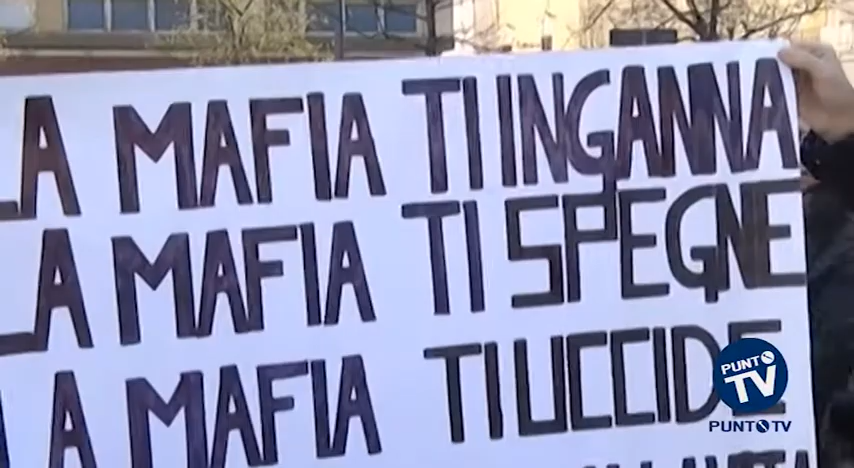 LA MAFIA TI INGANNA
LA MAFIA TI SPEGNE
LA MAFIA TI UCCIDE
PUNTO
TV
PUNTO TV